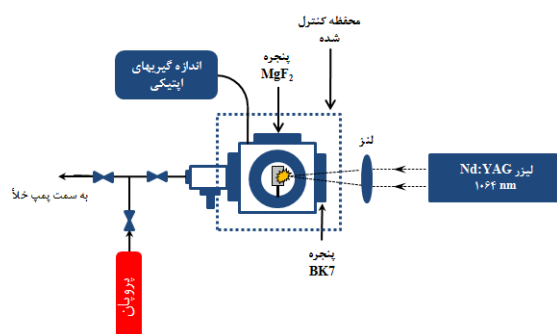 محفظه کنترل
شده
اندازه گیریهای
اپتیکی
پنجره
MgF₂
لنز
لیزر Nd:YAG
۱۰۶۴ nm
به سمت پمپ خلأ
پنجره
BK7
پروپان